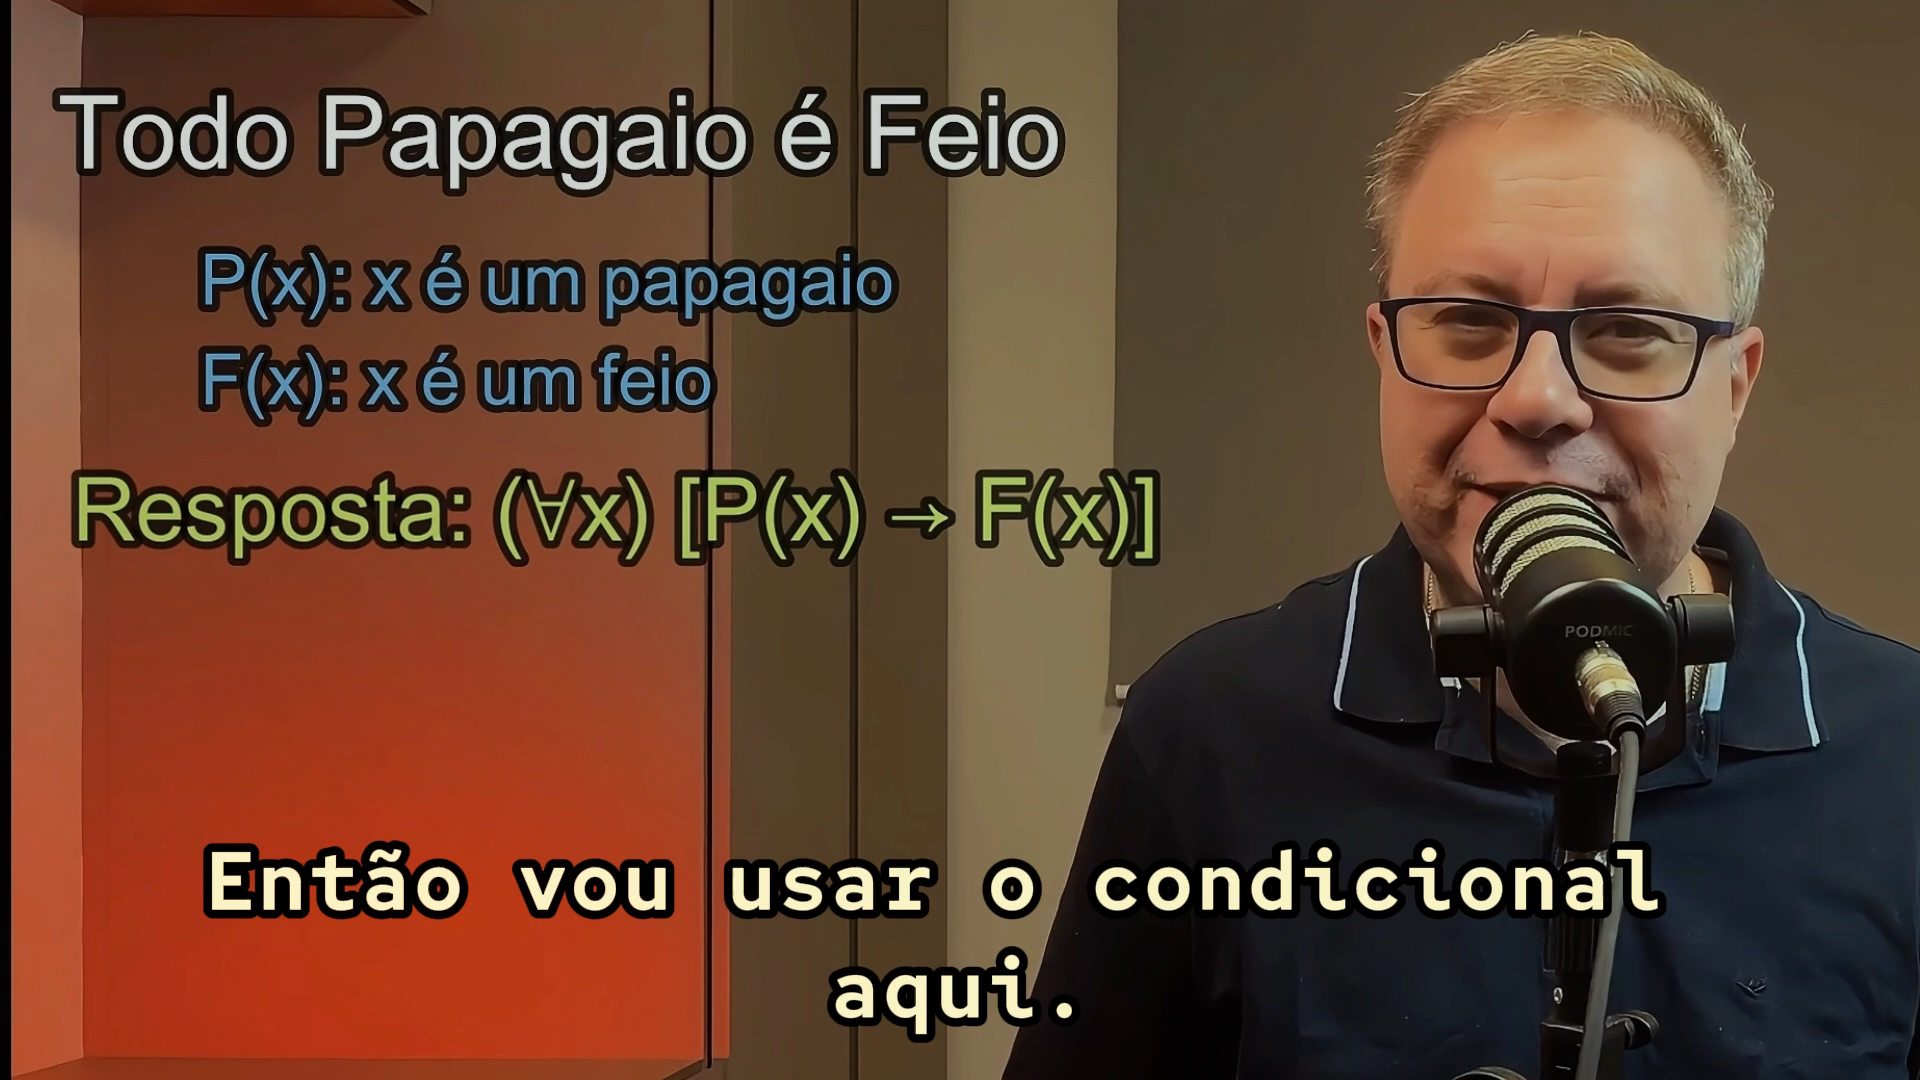 Todo Papagaio é Feio
P(x): x é um papagaio
F(x): x é um feio
Resposta: (∀x) [P(x) → F(x)]
PODMIC
Então vou usar o condicional
aqui.